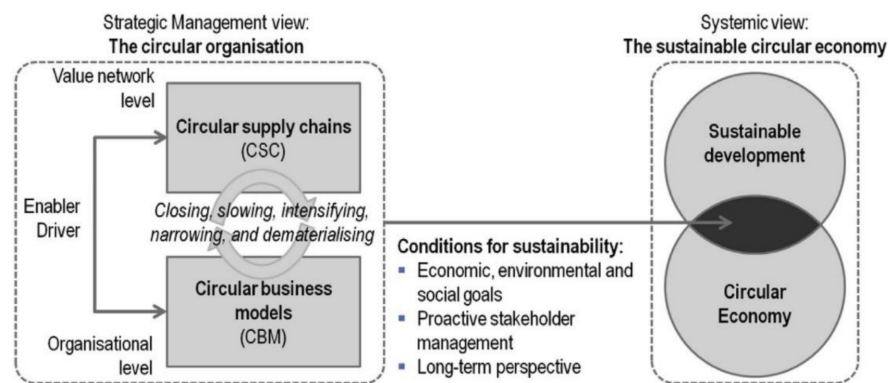 Strategic Management view:
The circular organisation
Value network
level
Circular supply chains
(CSC)
Enabler
Driver
Closing, slowing, intensifying,
narrowing, and dematerialising
Circular business
models
(CBM)
Organisational
level
Conditions for sustainability:
▪ Economic, environmental and
social goals
▪ Proactive stakeholder
management
▪ Long-term perspective
Systemic view:
The sustainable circular economy
Sustainable
development
Circular
Economy